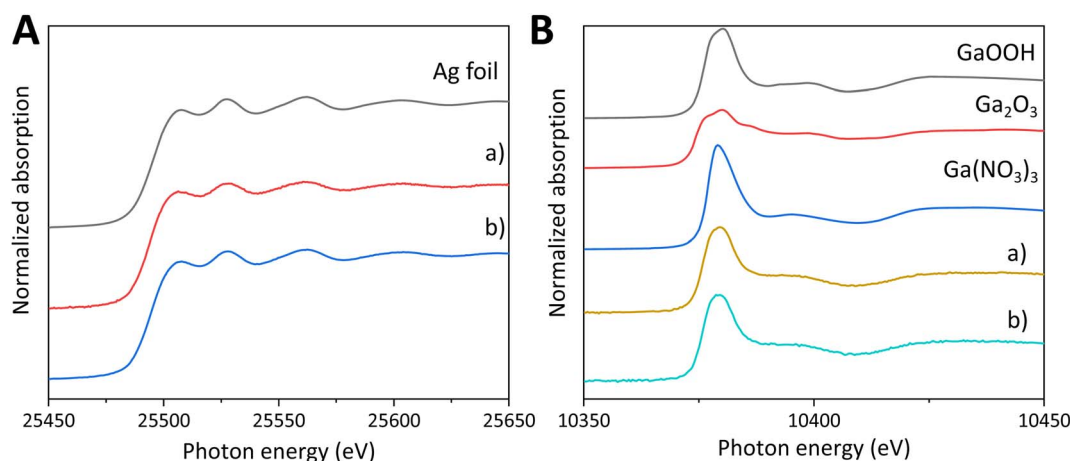 A
Ag foil
a)
b)
Normalized absorption
25450 25500 25550 25600 25650
Photon energy (eV)
B
GaOOH
Ga₂O₃
Ga(NO₃)₃
a)
b)
Normalized absorption
10350 10400 10450
Photon energy (eV)